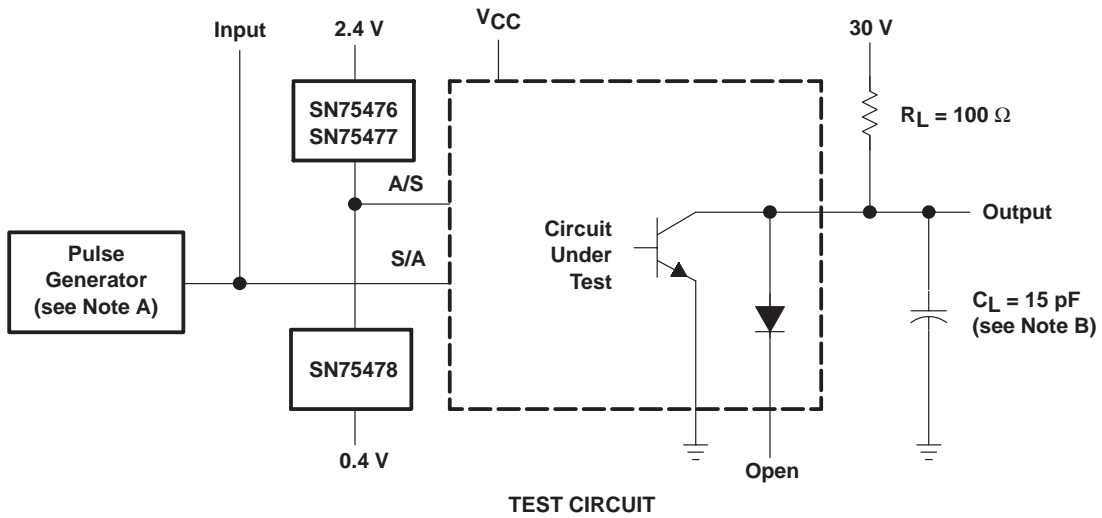 Input
2.4 V
VCC
30 V
SN75476
SN75477
RL = 100 Ω
A/S
Output
Circuit
Under
Test
Pulse
Generator
(see Note A)
S/A
CL = 15 pF
(see Note B)
SN75478
0.4 V
Open
TEST CIRCUIT